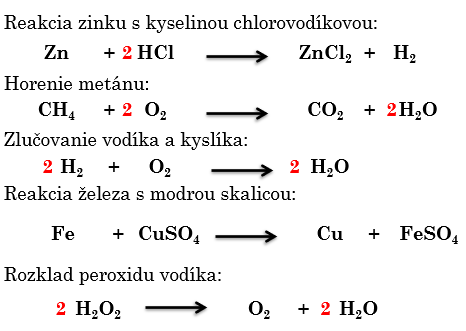 Reakcia zinku s kyselinou chlorovodíkovou:
Zn + 2 HCl ⟶ ZnCl₂ + H₂
Horenie metánu:
CH₄ + 2 O₂ ⟶ CO₂ + 2H₂O
Zlučovanie vodíka a kyslíka:
2 H₂ + O₂ ⟶ 2 H₂O
Reakcia železa s modrou skalicou:
Fe + CuSO₄ ⟶ Cu + FeSO₄
Rozklad peroxidu vodíka:
2 H₂O₂ ⟶ O₂ + 2 H₂O